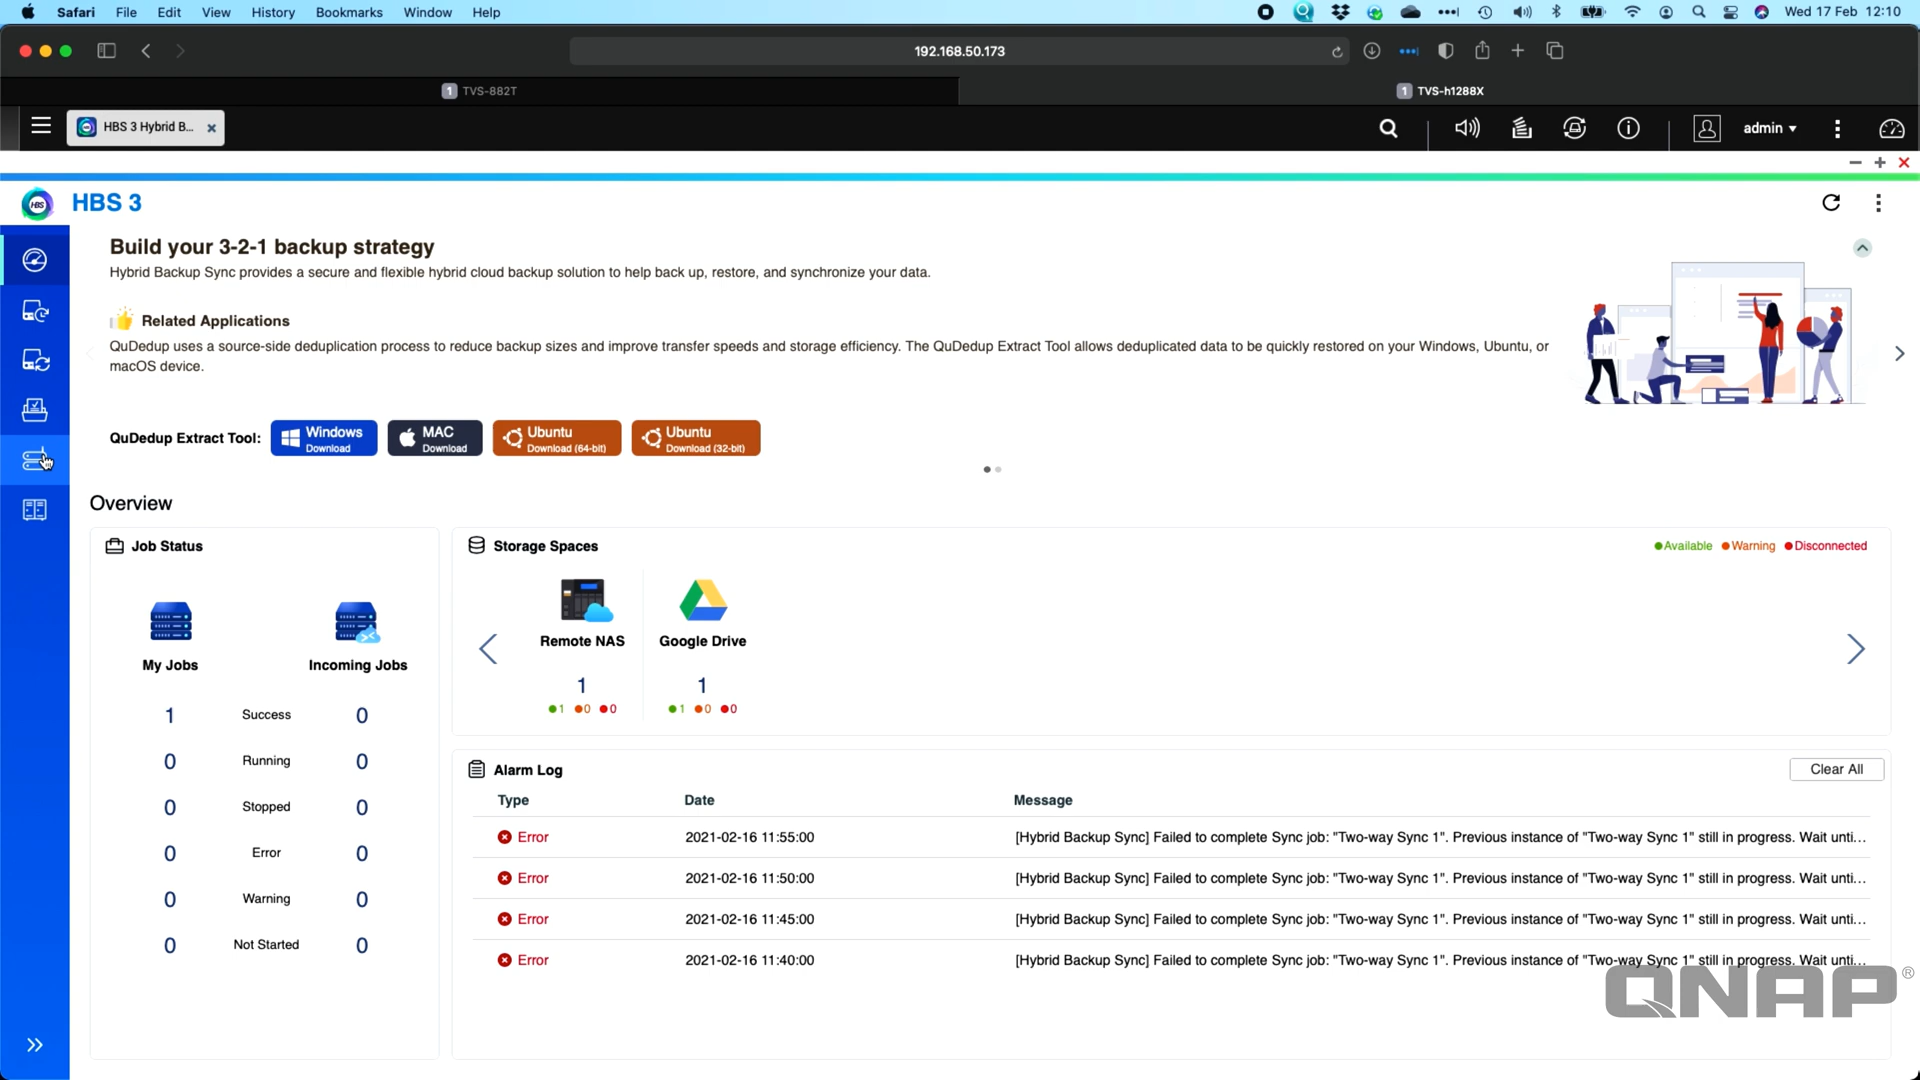 Safari File Edit View History Bookmarks Window Help Wed 17 Feb 12:10
192.168.50.173
1 TVS-882T
1 TVS-h1288X
HBS 3 Hybrid B...
admin
HBS HBS 3
Build your 3-2-1 backup strategy
Hybrid Backup Sync provides a secure and flexible hybrid cloud backup solution to help back up, restore, and synchronize your data.
Related Applications
QuDedup uses a source-side deduplication process to reduce backup sizes and improve transfer speeds and storage efficiency. The QuDedup Extract Tool allows deduplicated data to be quickly restored on your Windows, Ubuntu, or
macOS device.
QuDedup Extract Tool:
Windows
Download
MAC
Download
Ubuntu
Download (64-bit)
Ubuntu
Download (32-bit)
Overview
Job Status
My Jobs Incoming Jobs
1 Success 0
0 Running 0
0 Stopped 0
0 Error 0
0 Warning 0
0 Not Started 0
Storage Spaces
Available Warning Disconnected
Remote NAS
1
1 0 0
Google Drive
1
1 0 0
Alarm Log
Clear All
Type Date Message
Error 2021-02-16 11:55:00 [Hybrid Backup Sync] Failed to complete Sync job: "Two-way Sync 1". Previous instance of "Two-way Sync 1" still in progress. Wait unti...
Error 2021-02-16 11:50:00 [Hybrid Backup Sync] Failed to complete Sync job: "Two-way Sync 1". Previous instance of "Two-way Sync 1" still in progress. Wait unti...
Error 2021-02-16 11:45:00 [Hybrid Backup Sync] Failed to complete Sync job: "Two-way Sync 1". Previous instance of "Two-way Sync 1" still in progress. Wait unti...
Error 2021-02-16 11:40:00 [Hybrid Backup Sync] Failed to complete Sync job: "Two-way Sync 1". Previous instance of "Two-way Sync 1" still in progress. Wait unti...
QNAP®